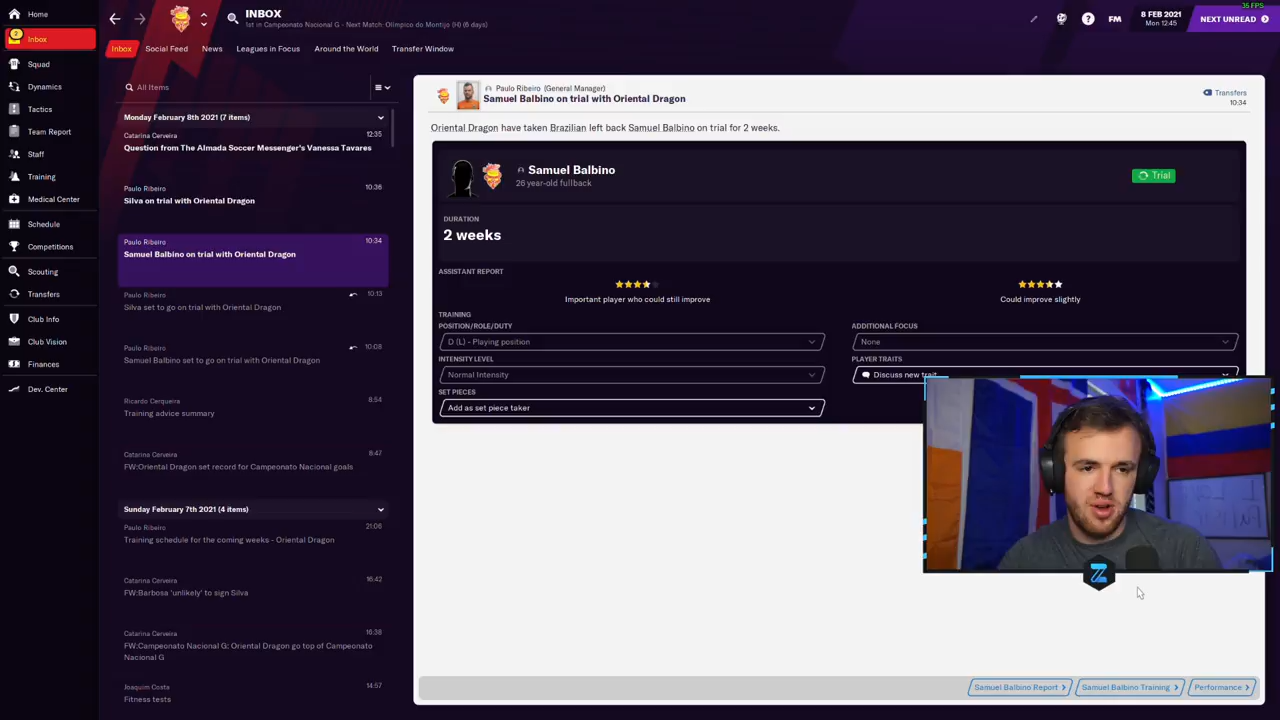 36 FPS
Home
INBOX
1st in Campeonato Nacional G - Next Match: Olimpico do Montijo (H) (6 days)
FM
8 FEB 2021
Mon 12:45
NEXT UNREAD
2
Inbox
Inbox
Social Feed
News
Leagues in Focus
Around the World
Transfer Window
Squad
Dynamics
Tactics
Team Report
Staff
Training
Medical Center
Schedule
Competitions
Scouting
Transfers
Club Info
Club Vision
Finances
Dev. Center
All Items
Monday February 8th 2021 (7 items)
Catarina Cerveira 12:35
Question from The Almada Soccer Messenger's Vanessa Tavares
Paulo Ribeiro 10:36
Silva on trial with Oriental Dragon
Paulo Ribeiro 10:34
Samuel Balbino on trial with Oriental Dragon
Paulo Ribeiro 10:13
Silva set to go on trial with Oriental Dragon
Paulo Ribeiro 10:08
Samuel Balbino set to go on trial with Oriental Dragon
Ricardo Cerqueira 8:54
Training advice summary
Catarina Cerveira 8:47
FW:Oriental Dragon set record for Campeonato Nacional goals
Sunday February 7th 2021 (4 items)
Paulo Ribeiro 21:06
Training schedule for the coming weeks - Oriental Dragon
Catarina Cerveira 16:42
FW:Barbosa 'unlikely' to sign Silva
Catarina Cerveira 16:38
FW:Campeonato Nacional G: Oriental Dragon go top of Campeonato
Nacional G
Joaquim Costa 14:57
Fitness tests
Paulo Ribeiro (General Manager)
Samuel Balbino on trial with Oriental Dragon
Transfers
10:34
Oriental Dragon have taken Brazilian left back Samuel Balbino on trial for 2 weeks.
Samuel Balbino
26 year-old fullback
Trial
DURATION
2 weeks
ASSISTANT REPORT
Important player who could still improve
Could improve slightly
TRAINING
POSITION/ROLE/DUTY
D (L) - Playing position
ADDITIONAL FOCUS
None
INTENSITY LEVEL
Normal Intensity
PLAYER TRAITS
Discuss new trait
SET PIECES
Add as set piece taker
Samuel Balbino Report
Samuel Balbino Training
Performance